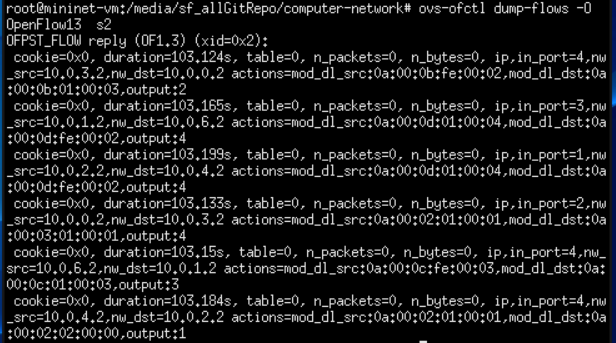 root@mininet-vm:/media/sf_allGitRepo/computer-network# ovs-ofctl dump-flows -O
OpenFlow13  s2
OFPST_FLOW reply (OF1.3) (xid=0x2):
 cookie=0x0, duration=103.124s, table=0, n_packets=0, n_bytes=0, ip,in_port=4,nw
_src=10.0.3.2,nw_dst=10.0.0.2 actions=mod_dl_src:0a:00:0b:fe:00:02,mod_dl_dst:0a
:00:0b:01:00:03,output:2
 cookie=0x0, duration=103.165s, table=0, n_packets=0, n_bytes=0, ip,in_port=3,nw
_src=10.0.1.2,nw_dst=10.0.6.2 actions=mod_dl_src:0a:00:0d:01:00:04,mod_dl_dst:0a
:00:0d:fe:00:02,output:4
 cookie=0x0, duration=103.199s, table=0, n_packets=0, n_bytes=0, ip,in_port=1,nw
_src=10.0.2.2,nw_dst=10.0.4.2 actions=mod_dl_src:0a:00:0d:01:00:04,mod_dl_dst:0a
:00:0d:fe:00:02,output:4
 cookie=0x0, duration=103.133s, table=0, n_packets=0, n_bytes=0, ip,in_port=2,nw
_src=10.0.0.2,nw_dst=10.0.3.2 actions=mod_dl_src:0a:00:02:01:00:01,mod_dl_dst:0a
:00:03:01:00:01,output:4
 cookie=0x0, duration=103.15s, table=0, n_packets=0, n_bytes=0, ip,in_port=4,nw_
src=10.0.6.2,nw_dst=10.0.1.2 actions=mod_dl_src:0a:00:0c:fe:00:03,mod_dl_dst:0a:
00:0c:01:00:03,output:3
 cookie=0x0, duration=103.184s, table=0, n_packets=0, n_bytes=0, ip,in_port=4,nw
_src=10.0.4.2,nw_dst=10.0.2.2 actions=mod_dl_src:0a:00:02:01:00:01,mod_dl_dst:0a
:00:02:02:00:00,output:1